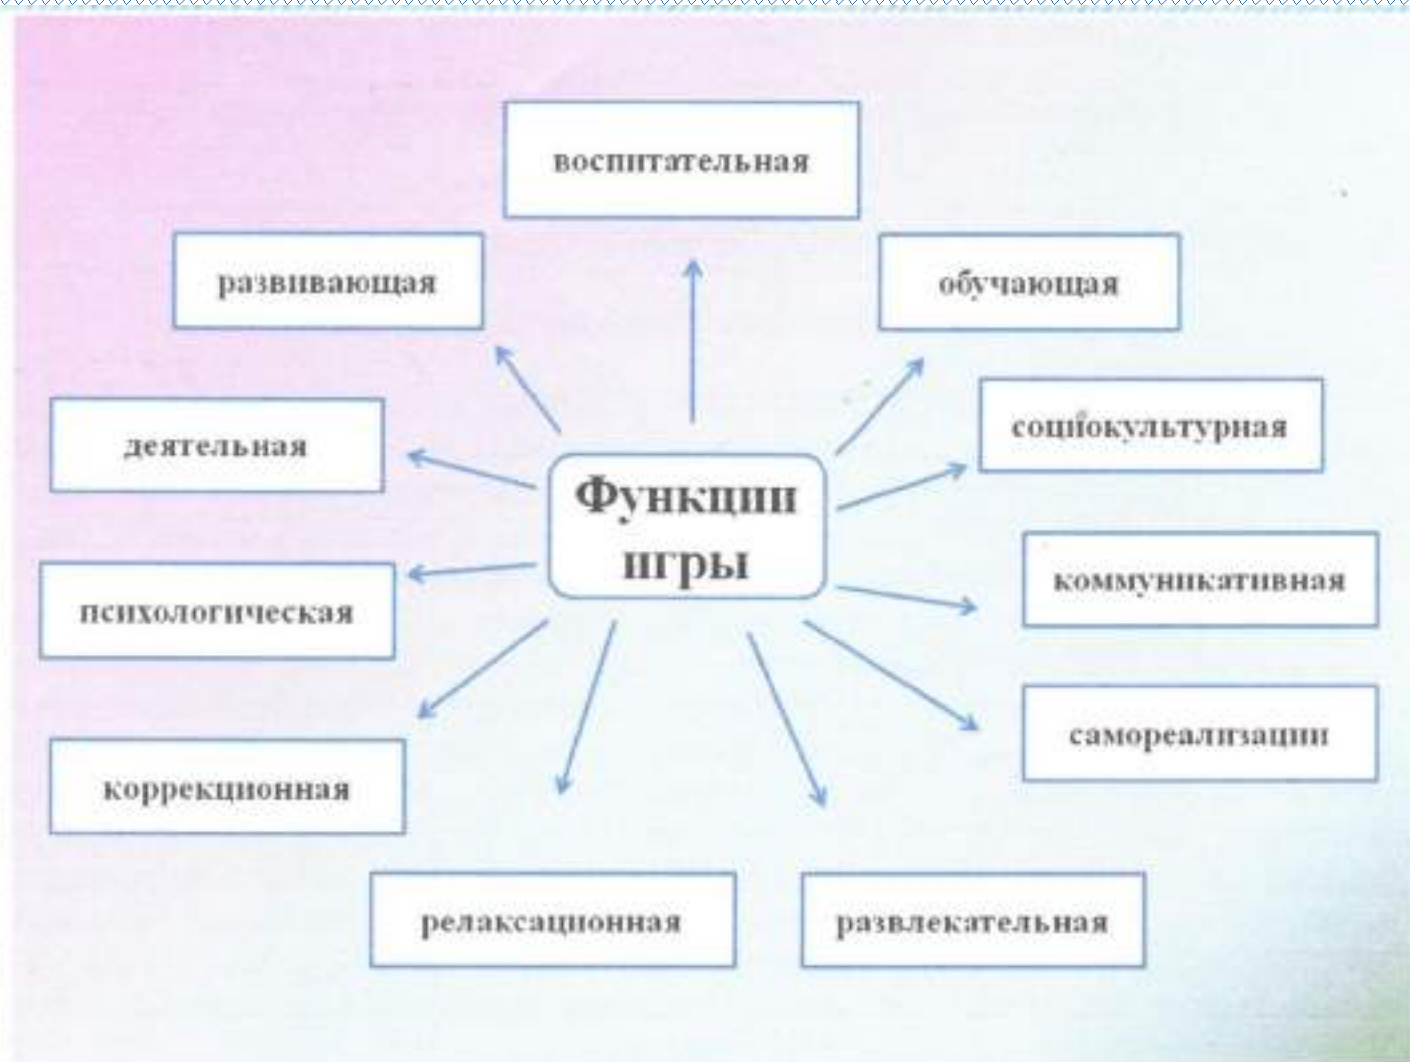 воспитательная
развивающая
обучающая
деятельная
социокультурная
Функции
игры
психологическая
коммуникативная
коррекционная
самореализации
релаксационная
развлекательная